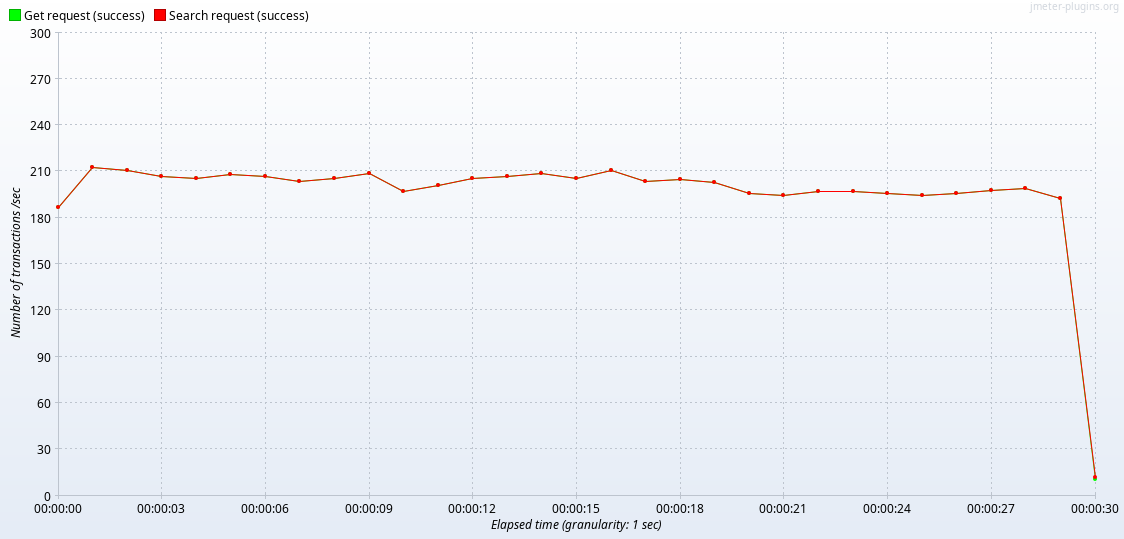 jmeter-plugins.org
Get request (success) Search request (success)
300
270
240
210
180
150
120
90
60
30
0
Number of transactions /sec
00:00:00 00:00:03 00:00:06 00:00:09 00:00:12 00:00:15 00:00:18 00:00:21 00:00:24 00:00:27 00:00:30
Elapsed time (granularity: 1 sec)